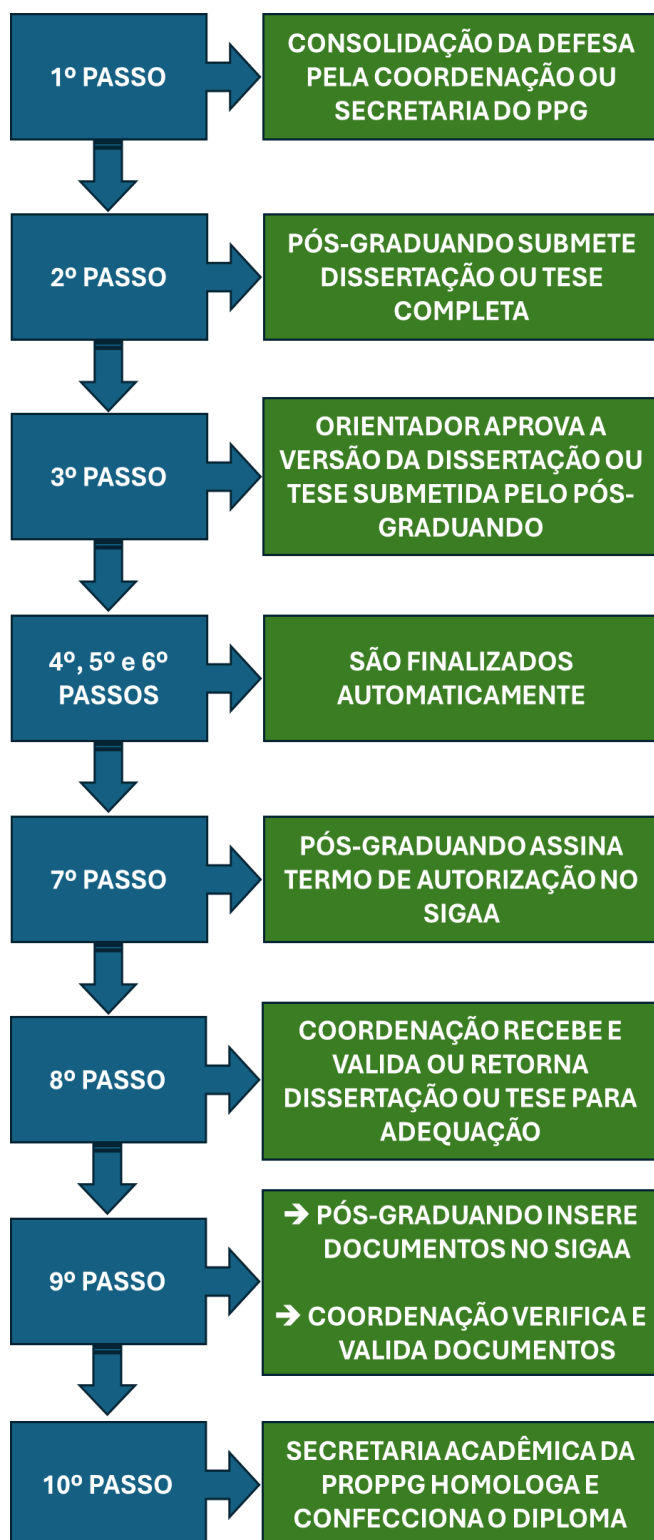 1º PASSO
CONSOLIDAÇÃO DA DEFESA
PELA COORDENAÇÃO OU
SECRETARIA DO PPG
2º PASSO
PÓS-GRADUANDO SUBMETE
DISSERTAÇÃO OU TESE
COMPLETA
3º PASSO
ORIENTADOR APROVA A
VERSÃO DA DISSERTAÇÃO OU
TESE SUBMETIDA PELO PÓS-
GRADUANDO
4º, 5º e 6º
PASSOS
SÃO FINALIZADOS
AUTOMATICAMENTE
7º PASSO
PÓS-GRADUANDO ASSINA
TERMO DE AUTORIZAÇÃO NO
SIGAA
8º PASSO
COORDENAÇÃO RECEBE E
VALIDA OU RETORNA
DISSERTAÇÃO OU TESE PARA
ADEQUAÇÃO
9º PASSO
➔ PÓS-GRADUANDO INSERE
DOCUMENTOS NO SIGAA
➔ COORDENAÇÃO VERIFICA E
VALIDA DOCUMENTOS
10º PASSO
SECRETARIA ACADÊMICA DA
PROPPG HOMOLOGA E
CONFECCIONA O DIPLOMA